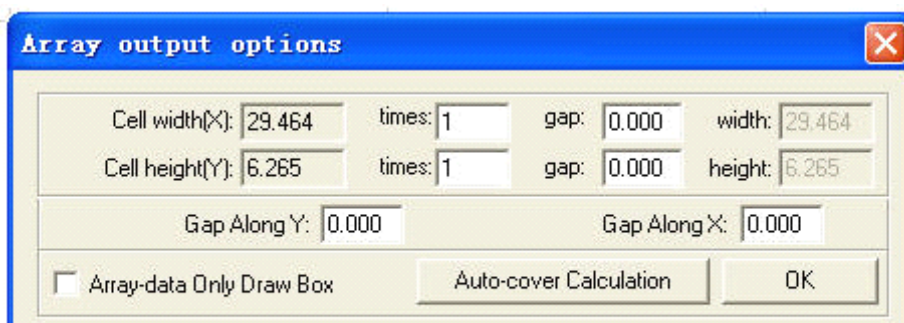 Array output options
Cell width(X): 29.464 times: 1 gap: 0.000 width: 29.464
Cell height(Y): 6.265 times: 1 gap: 0.000 height: 6.265
Gap Along Y: 0.000 Gap Along X: 0.000
Array-data Only Draw Box Auto-cover Calculation OK